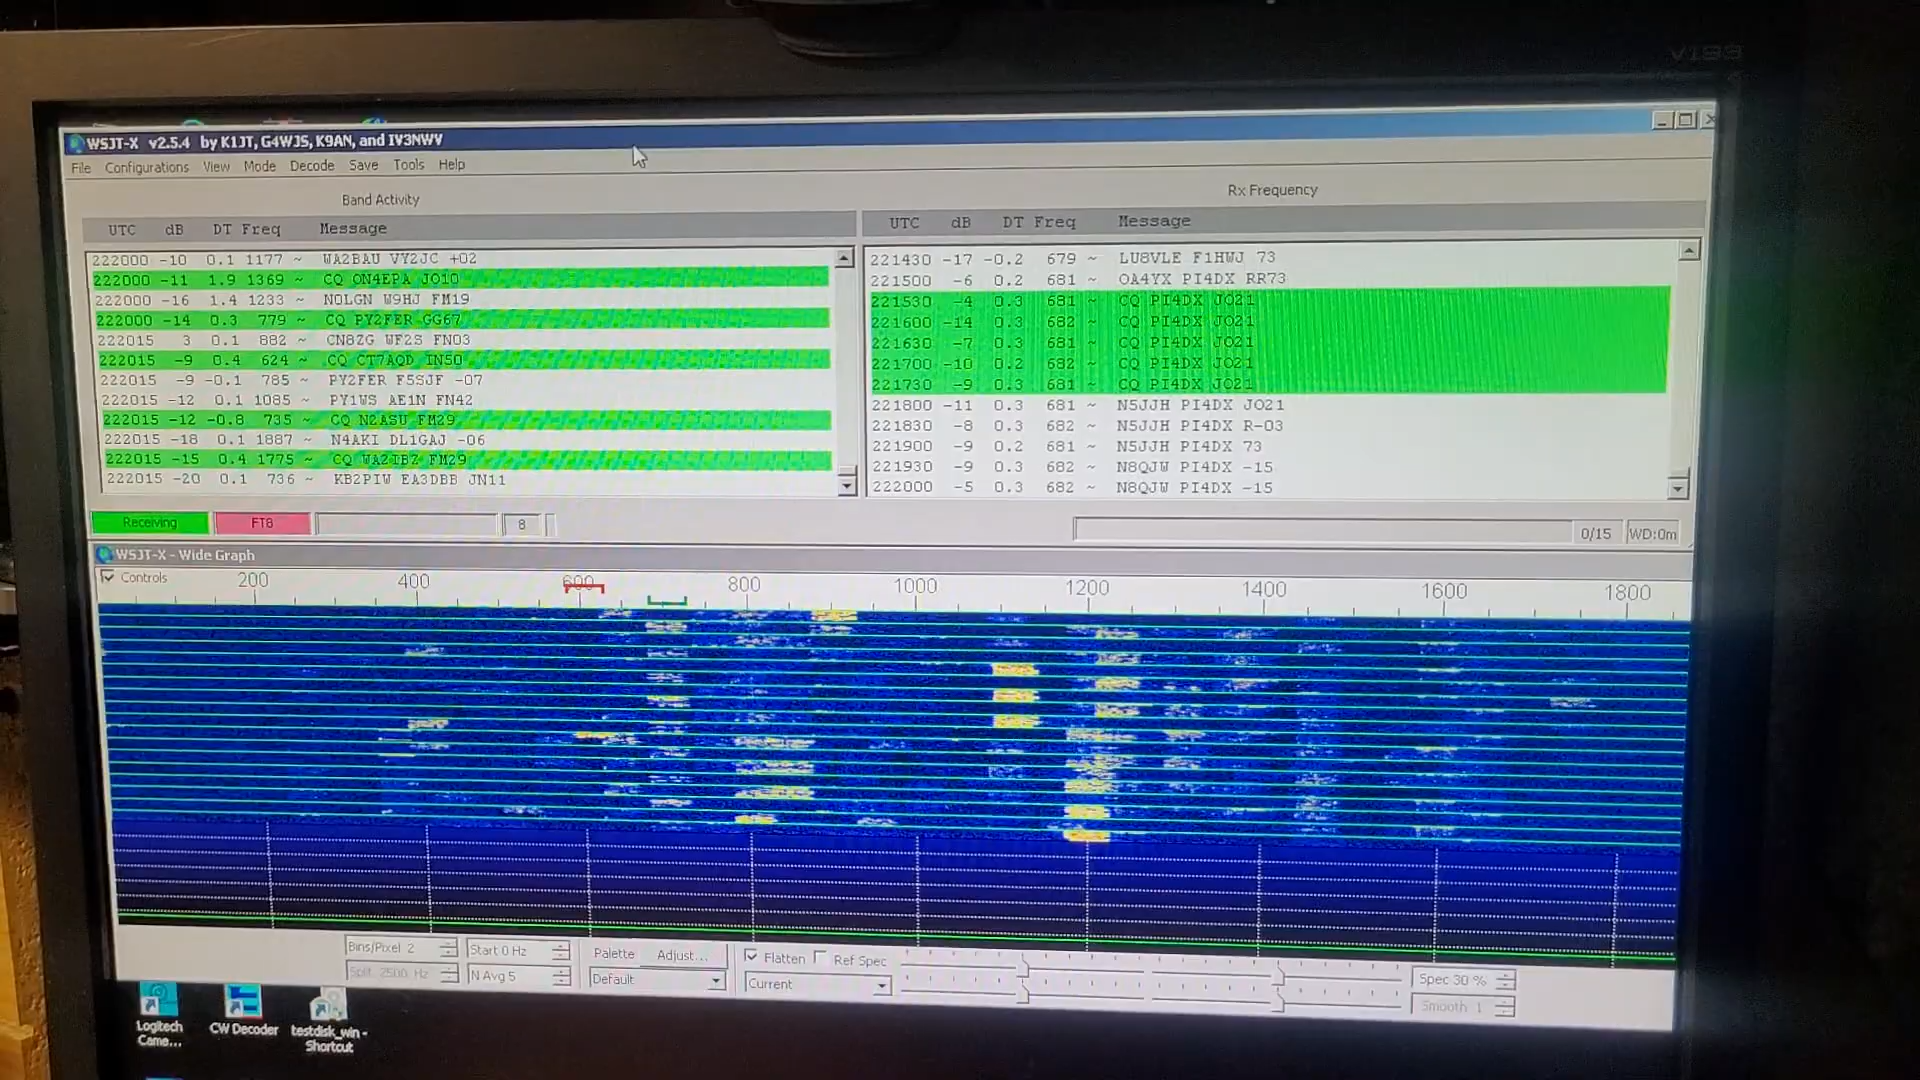 V193
WSJT-X v2.5.4 by K1JT, G4WJS, K9AN, and IV3NWV
File Configurations View Mode Decode Save Tools Help
Band Activity
UTC dB DT Freq Message
222000 -10 0.1 1177 ~ WA2BAU VY2JC +02
222000 -11 1.9 1369 ~ CQ ON4EPA JO10
222000 -16 1.4 1233 ~ N0LGN W9HJ FM19
222000 -14 0.3 779 ~ CQ PY2FER GG67
222015 3 0.1 882 ~ CN8ZG WF2S FN03
222015 -9 0.4 624 ~ CQ CT7AQD IN50
222015 -9 -0.1 785 ~ PY2FER F5SJF -07
222015 -12 0.1 1085 ~ PY1WS AE1N FN42
222015 -12 -0.8 735 ~ CQ N2ASU FM29
222015 -18 0.1 1887 ~ N4AKI DL1GAJ -06
222015 -15 0.4 1775 ~ CQ WA2IBZ FM29
222015 -20 0.1 736 ~ KB2PIW EA3DBB JN11
Rx Frequency
UTC dB DT Freq Message
221430 -17 -0.2 679 ~ LU8VLE F1HWJ 73
221500 -6 0.2 681 ~ OA4YX PI4DX RR73
221530 -4 0.3 681 ~ CQ PI4DX JO21
221600 -14 0.3 682 ~ CQ PI4DX JO21
221630 -7 0.3 681 ~ CQ PI4DX JO21
221700 -10 0.2 682 ~ CQ PI4DX JO21
221730 -9 0.3 681 ~ CQ PI4DX JO21
221800 -11 0.3 681 ~ N5JJH PI4DX JO21
221830 -8 0.3 682 ~ N5JJH PI4DX R-03
221900 -9 0.2 681 ~ N5JJH PI4DX 73
221930 -9 0.3 682 ~ N8QJW PI4DX -15
222000 -5 0.3 682 ~ N8QJW PI4DX -15
Receiving FT8 8 0/15 WD:0m
WSJT-X - Wide Graph
Controls 200 400 600 800 1000 1200 1400 1600 1800
Bins/Pixel 2 Start 0 Hz Palette Adjust... Flatten Ref Spec Spec 30 %
Split 2500 Hz N Avg 5 Default Current Smooth 1
Logitech Came...
CW Decoder
testdisk_win - Shortcut